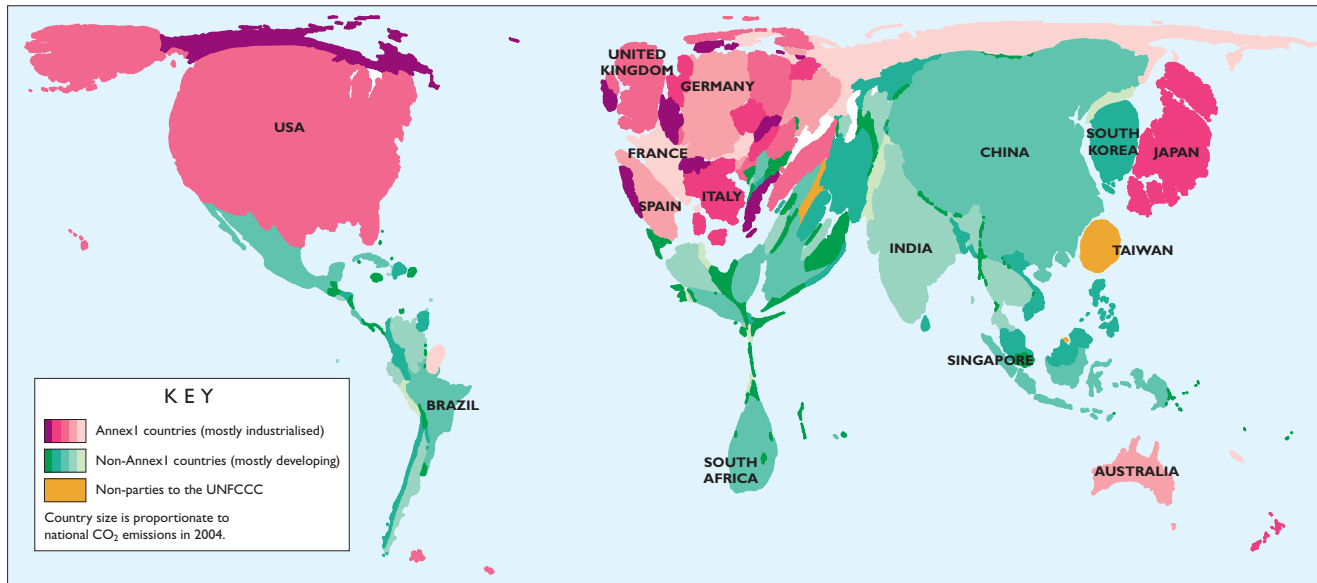 UNITED
KINGDOM
GERMANY
USA
FRANCE
CHINA
SOUTH
KOREA
JAPAN
ITALY
SPAIN
INDIA
TAIWAN
SINGAPORE
BRAZIL
SOUTH
AFRICA
AUSTRALIA
KEY
Annex1 countries (mostly industrialised)
Non-Annex1 countries (mostly developing)
Non-parties to the UNFCCC
Country size is proportionate to
national CO₂ emissions in 2004.